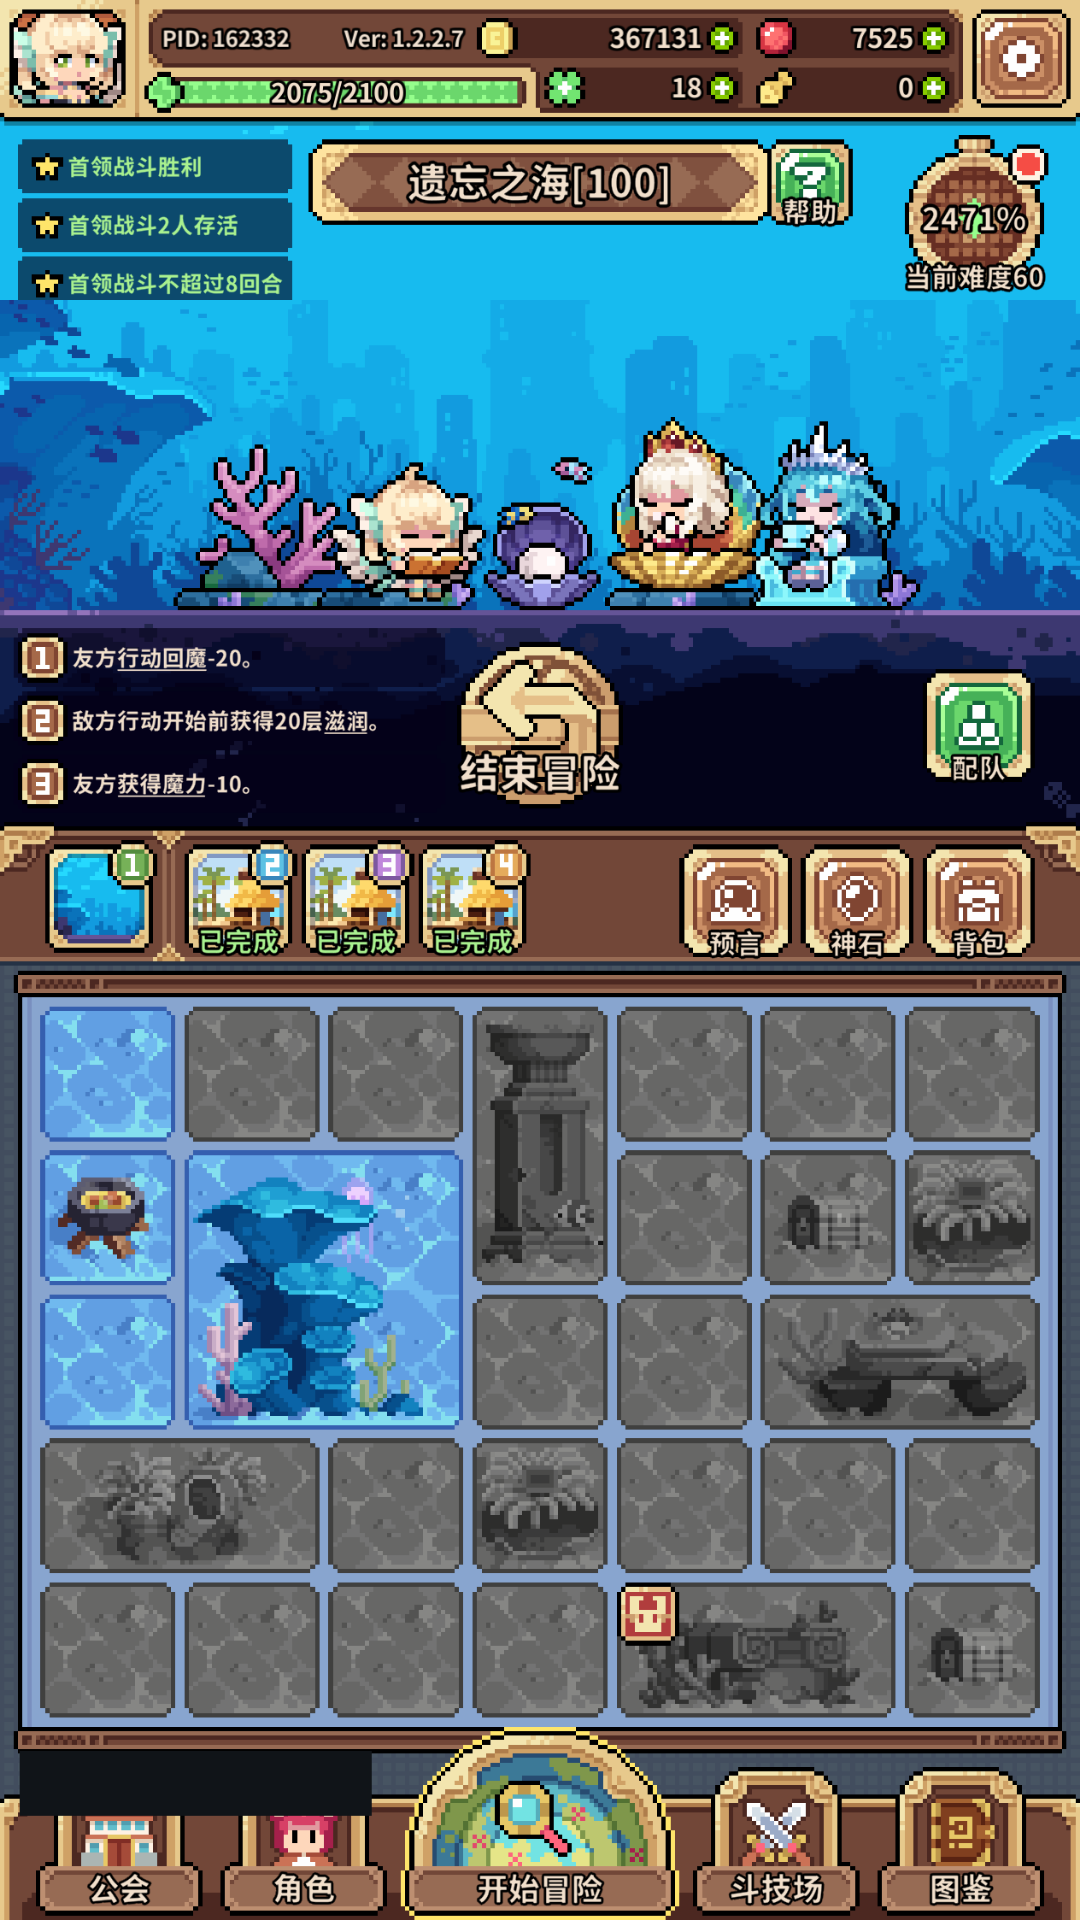 PID: 162332
Ver: 1.2.2.7
367131
7525
2075/2100
18
0
首领战斗胜利
首领战斗2人存活
首领战斗不超过8回合
遗忘之海[100]
帮助
2471%
当前难度60
1 友方行动回魔-20。
2 敌方行动开始前获得20层滋润。
3 友方获得魔力-10。
结束冒险
配队
1
2
3
4
已完成
已完成
已完成
预言
神石
背包
公会
角色
开始冒险
斗技场
图鉴